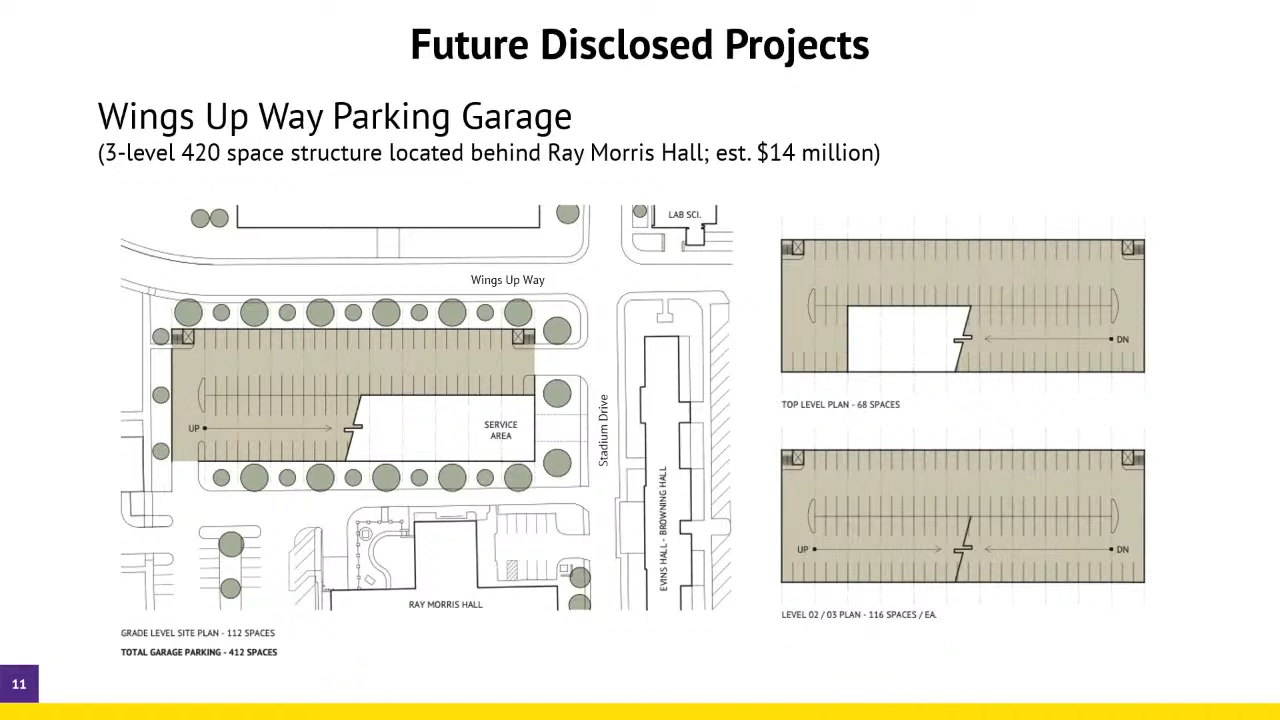 Future Disclosed Projects
Wings Up Way Parking Garage
(3-level 420 space structure located behind Ray Morris Hall; est. $14 million)
LAB SCI.
Wings Up Way
Stadium Drive
UP
SERVICE
AREA
EVINS HALL - BROWNING HALL
RAY MORRIS HALL
GRADE LEVEL SITE PLAN - 112 SPACES
TOTAL GARAGE PARKING - 412 SPACES
DN
TOP LEVEL PLAN - 68 SPACES
UP
DN
LEVEL 02 / 03 PLAN - 116 SPACES / EA.
11